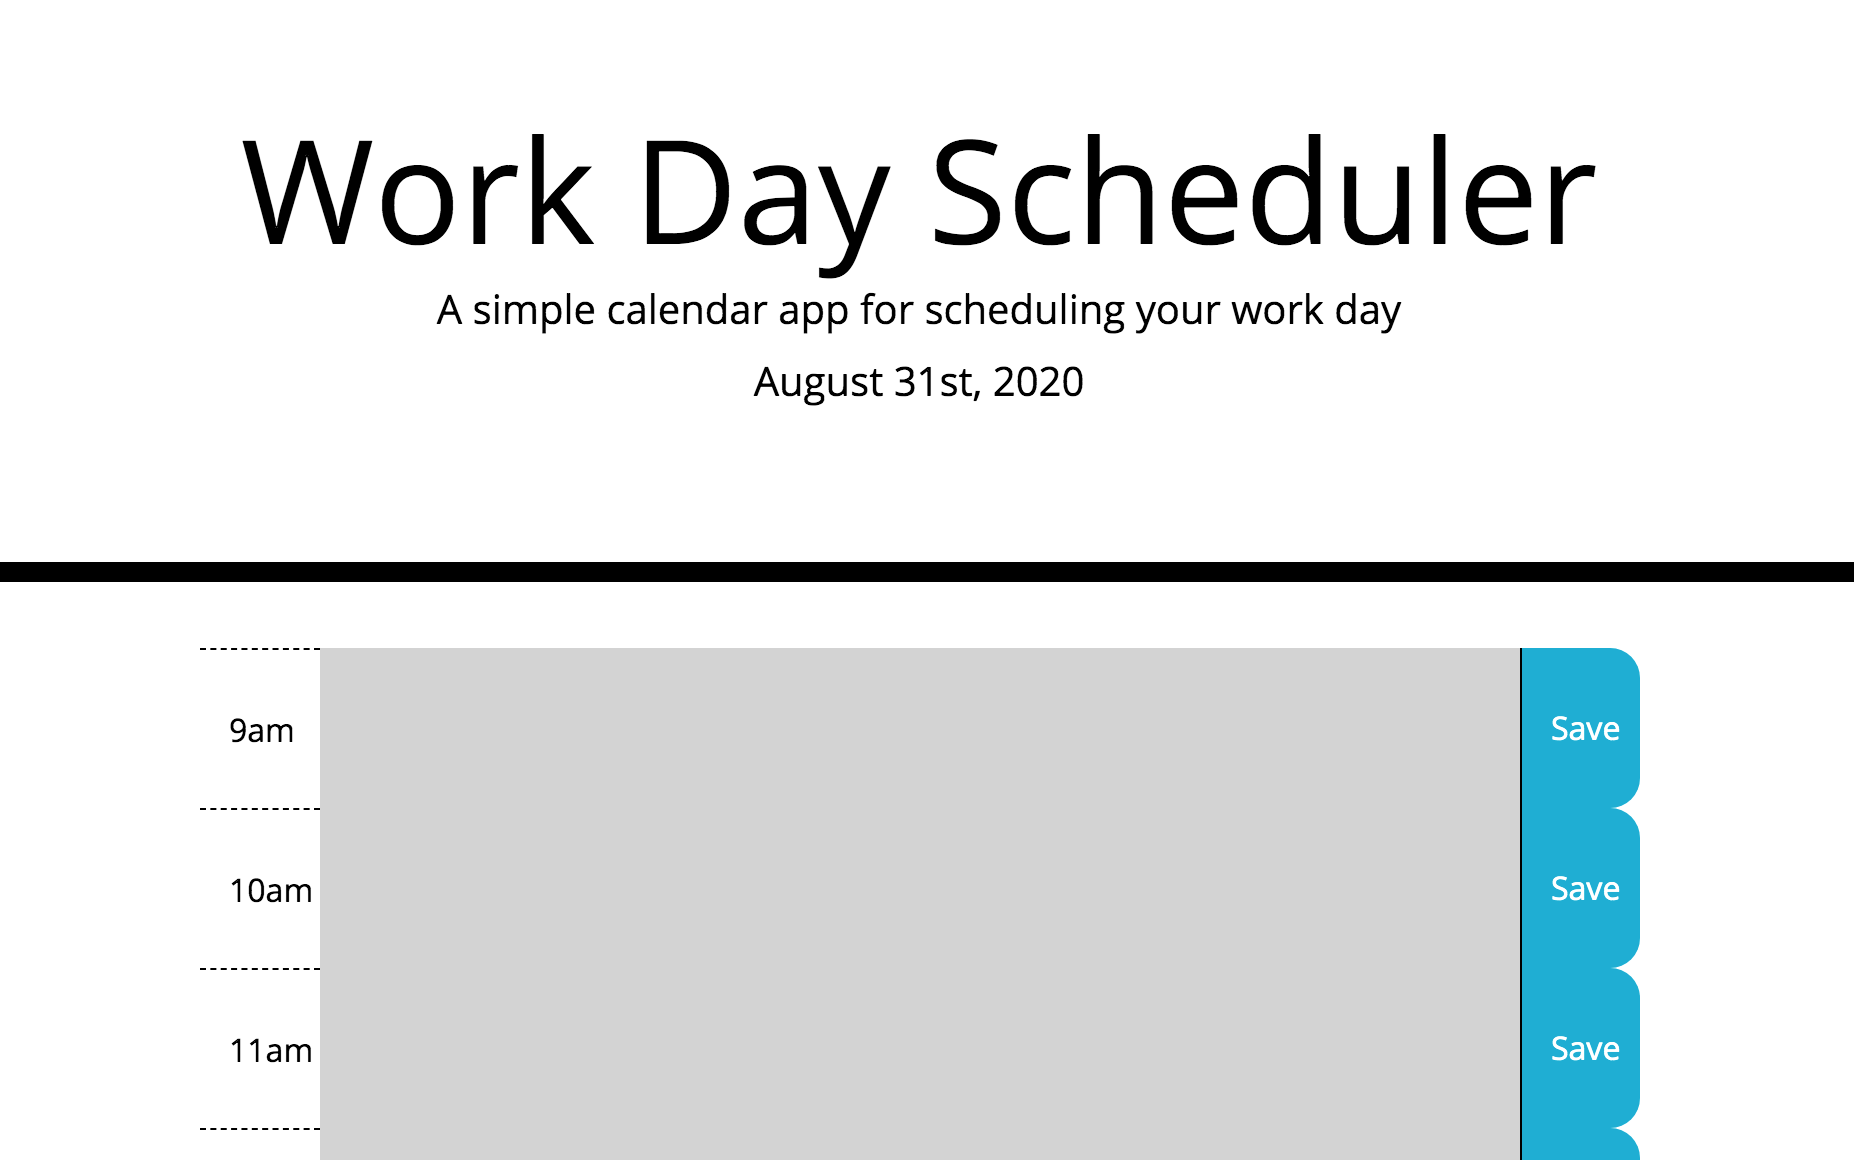 Work Day Scheduler
A simple calendar app for scheduling your work day
August 31st, 2020
9am
Save
10am
Save
11am
Save